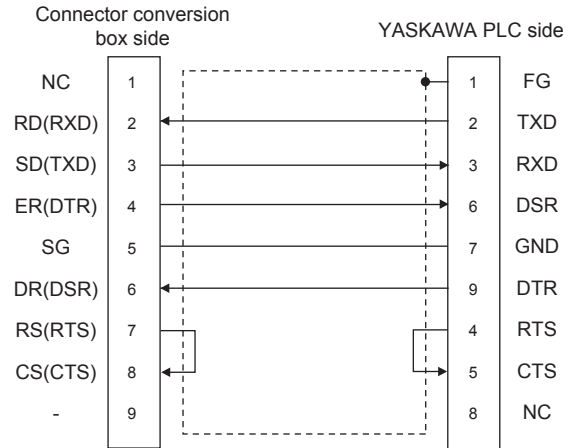 Connector conversion
box side
YASKAWA PLC side
NC 1 1 FG
RD(RXD) 2 2 TXD
SD(TXD) 3 3 RXD
ER(DTR) 4 6 DSR
SG 5 7 GND
DR(DSR) 6 9 DTR
RS(RTS) 7 4 RTS
CS(CTS) 8 5 CTS
- 9 8 NC